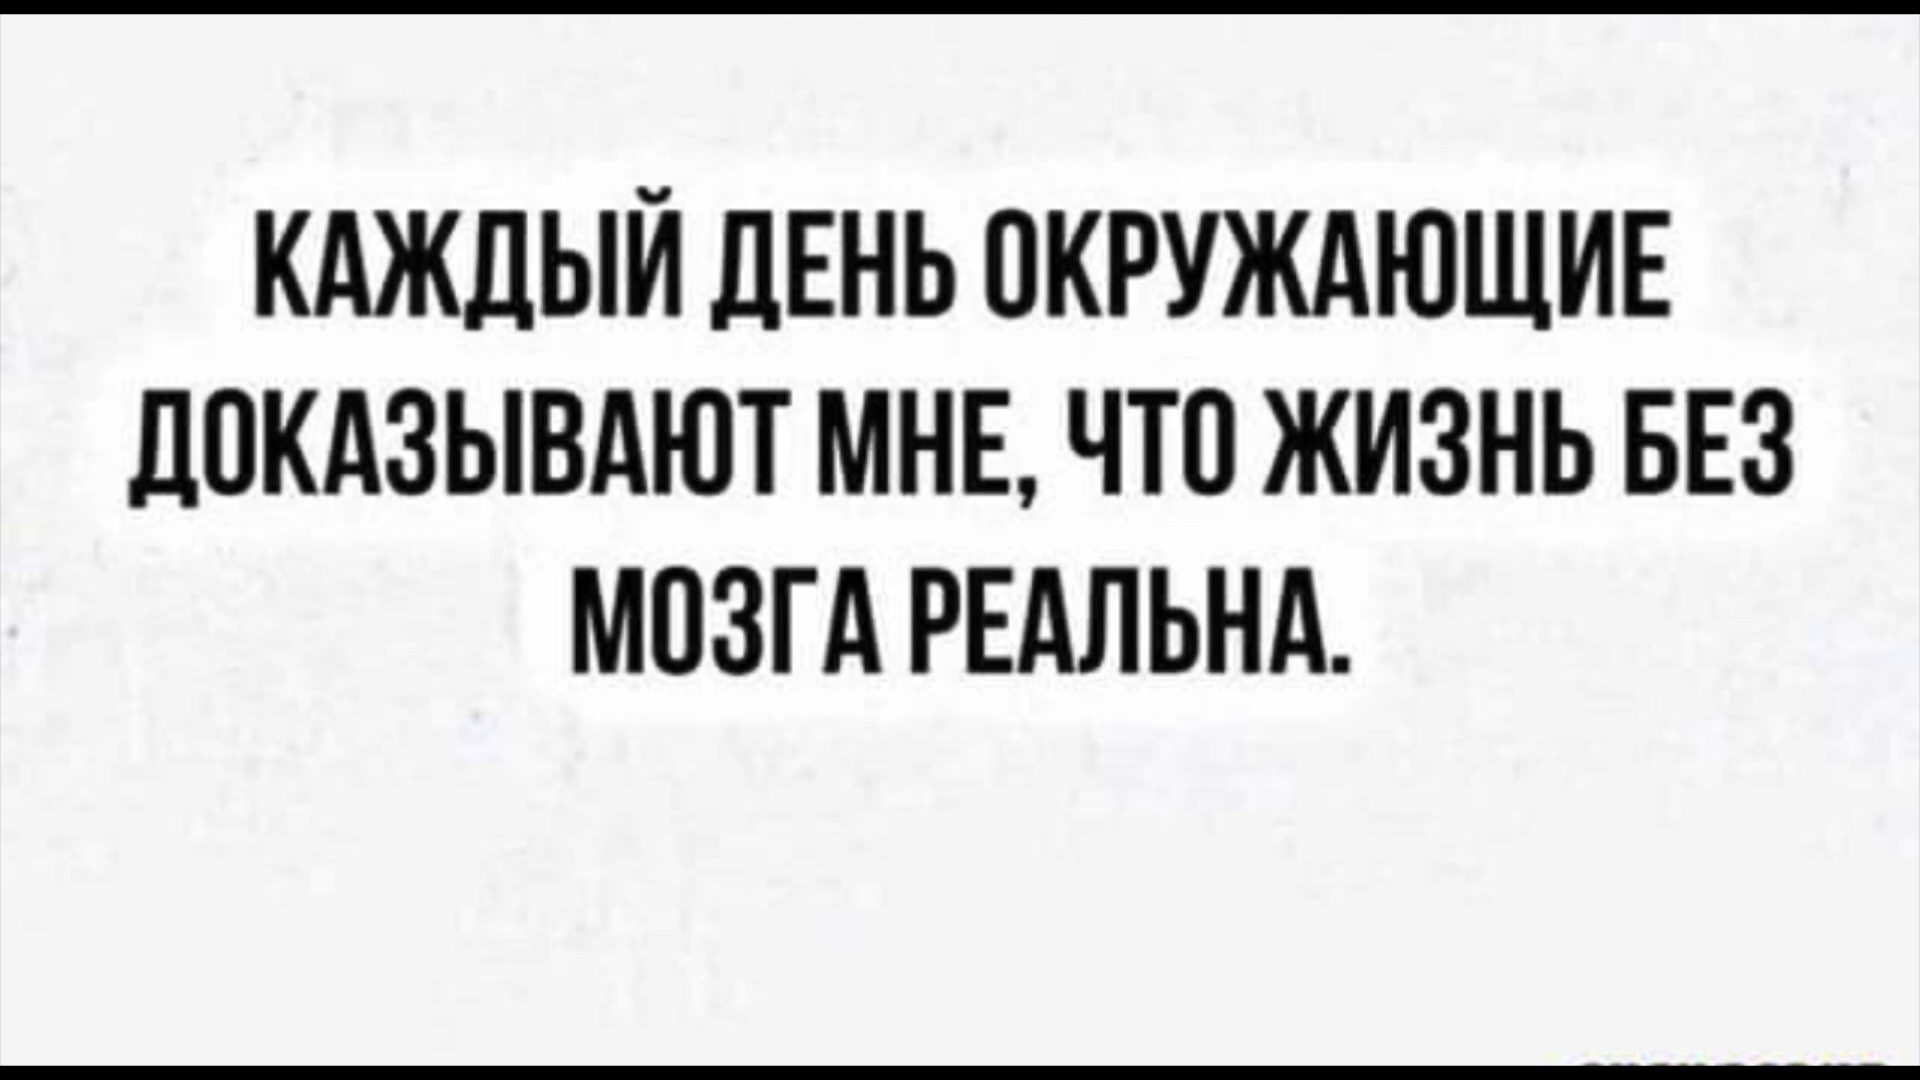 КАЖДЫЙ ДЕНЬ ОКРУЖАЮЩИЕ
ДОКАЗЫВАЮТ МНЕ, ЧТО ЖИЗНЬ БЕЗ
МОЗГА РЕАЛЬНА.